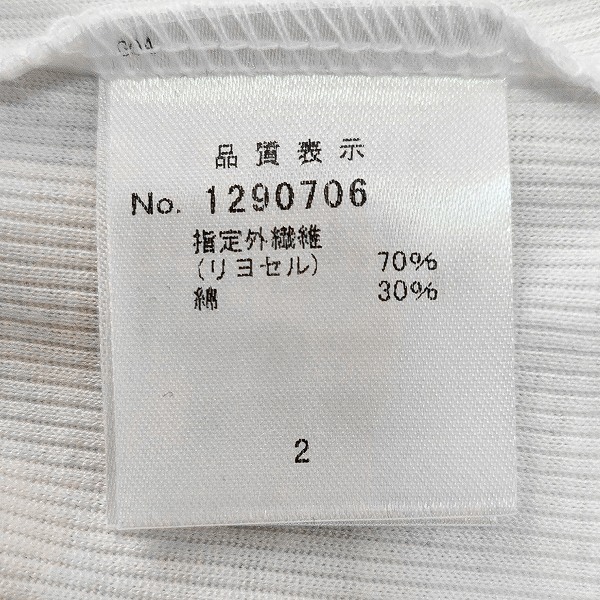 品質表示
No. 1290706
指定外繊維
(リヨセル) 70%
綿 30%
2